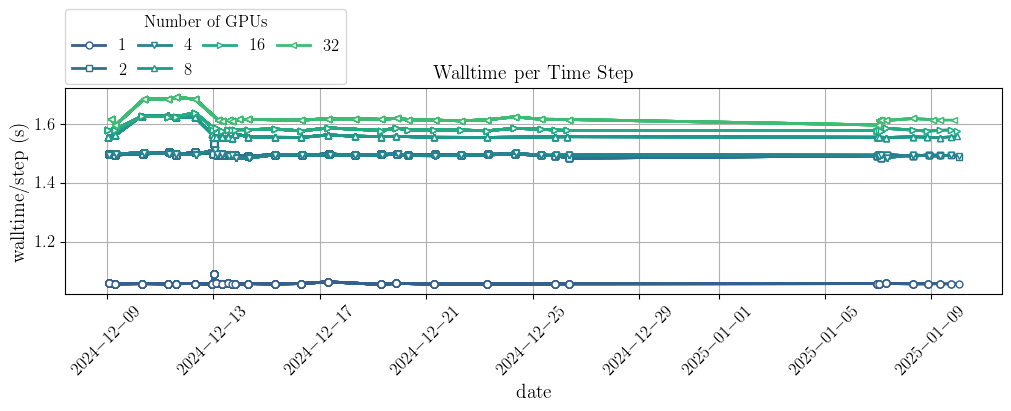 Number of GPUs
1 4 16 32
2 8
Walltime per Time Step
walltime/step (s)
1.6
1.4
1.2
2024−12−09 2024−12−13 2024−12−17 2024−12−21 2024−12−25 2024−12−29 2025−01−01 2025−01−05 2025−01−09
date